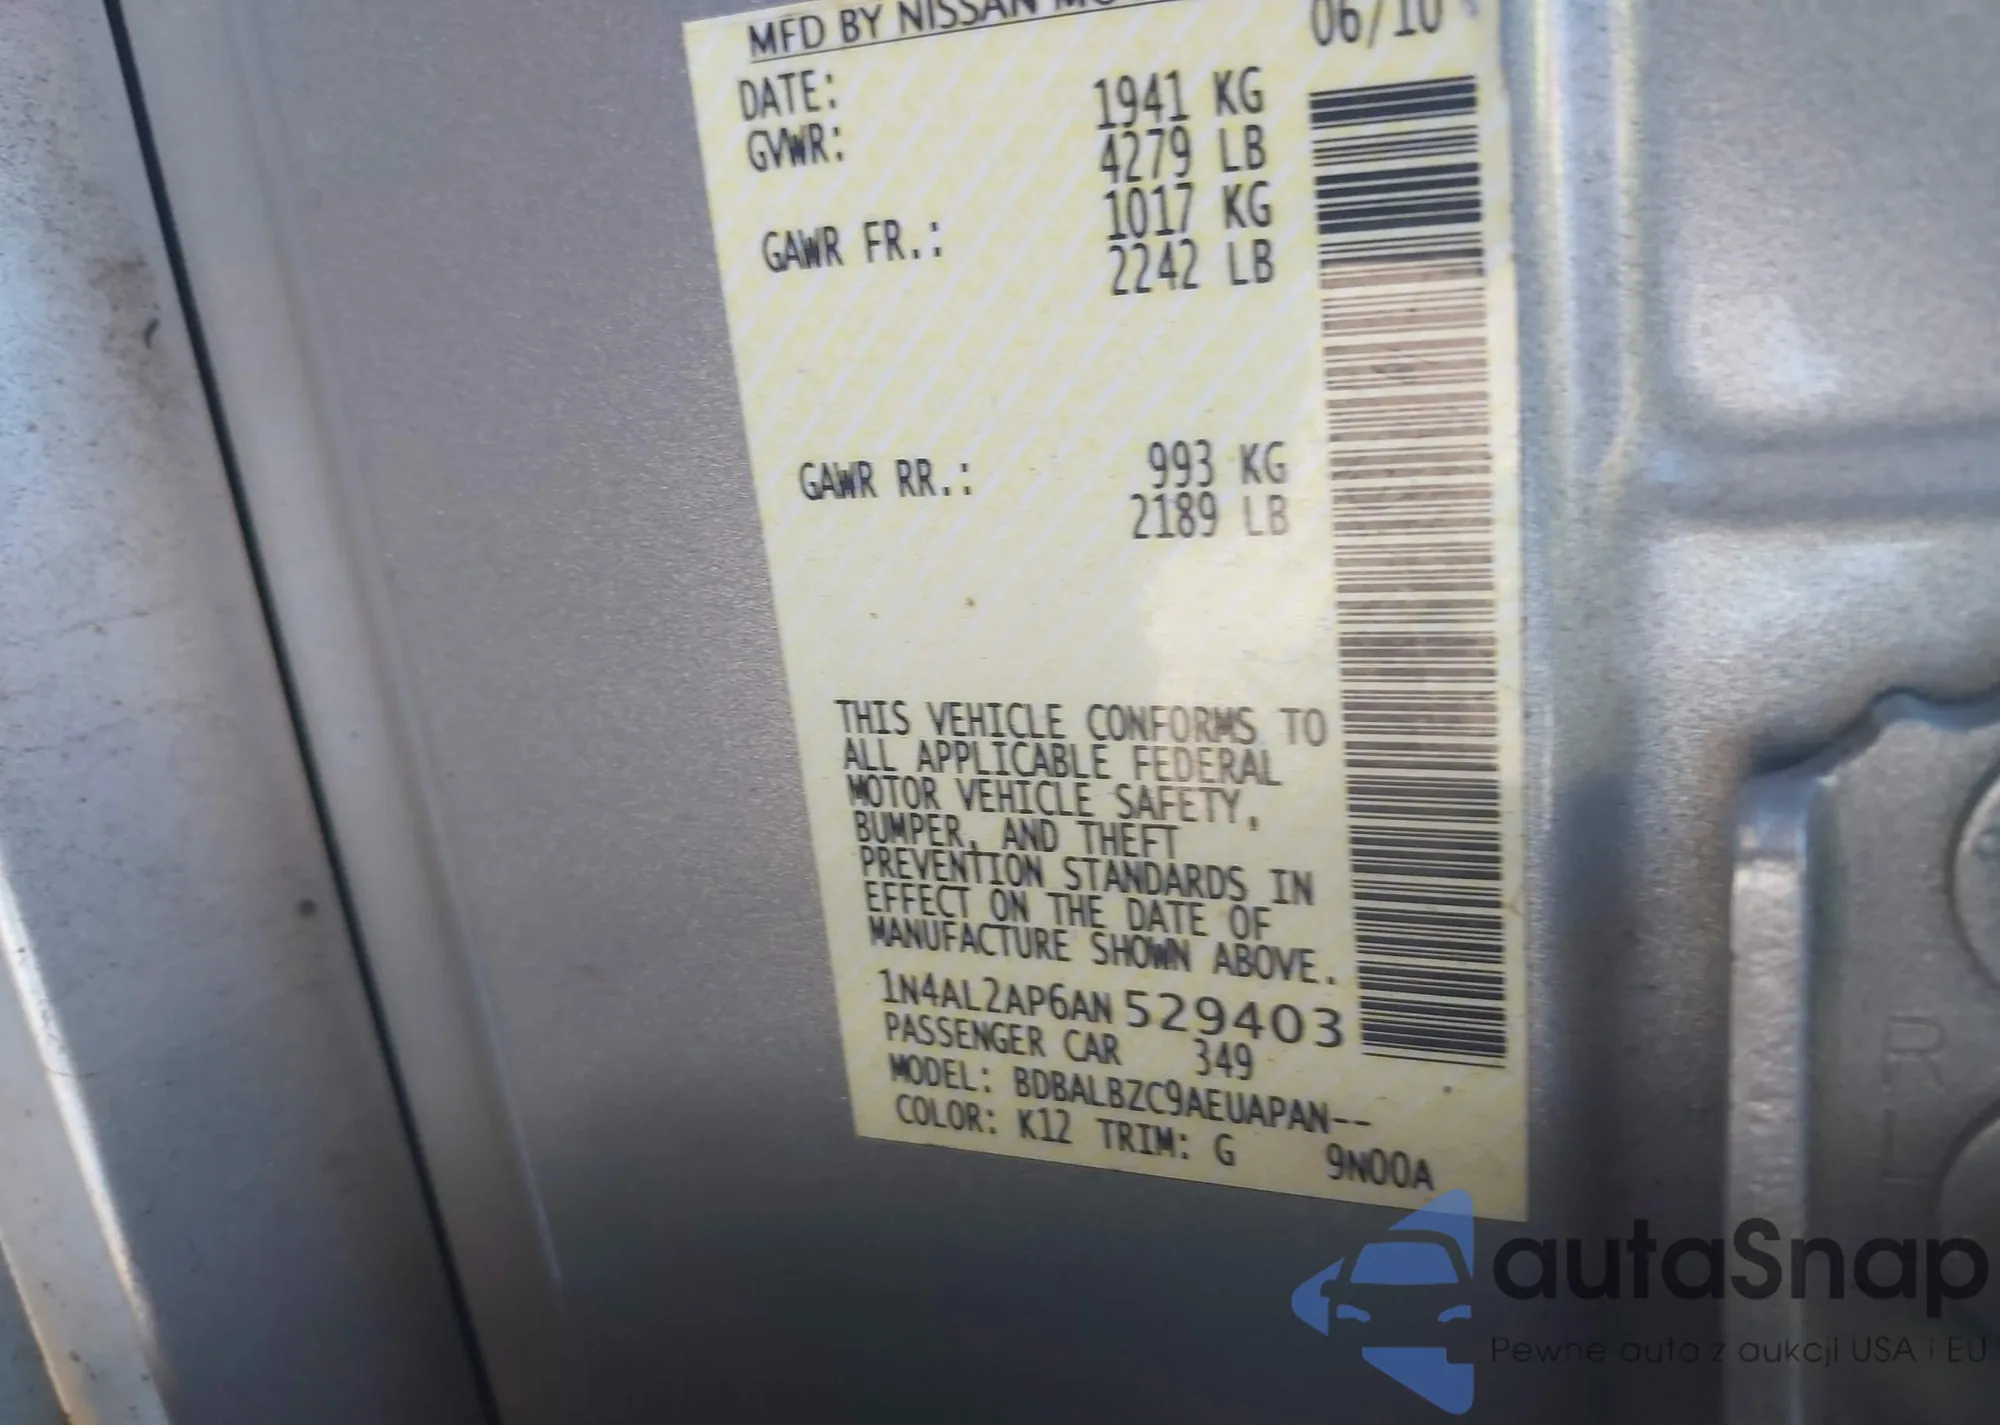 MFD BY NISSAN
06/10
DATE:
GVWR: 1941 KG
4279 LB
GAWR FR.: 1017 KG
2242 LB
GAWR RR.: 993 KG
2189 LB
THIS VEHICLE CONFORMS TO
ALL APPLICABLE FEDERAL
MOTOR VEHICLE SAFETY,
BUMPER, AND THEFT
PREVENTION STANDARDS IN
EFFECT ON THE DATE OF
MANUFACTURE SHOWN ABOVE.
1N4AL2AP6AN 529403
PASSENGER CAR 349
MODEL: BDBALBZC9AEUAPAN--
COLOR: K12 TRIM: G 9N00A
R
L
autaSnap
Pewne auta z aukcji USA i EU